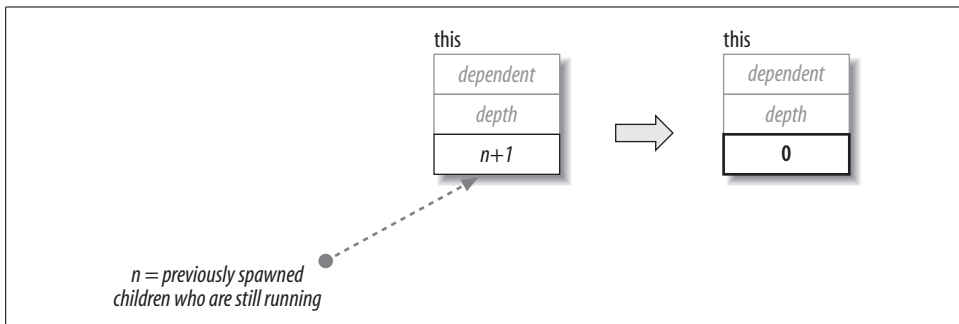 this
dependent
depth
n+1
this
dependent
depth
0
n = previously spawned
children who are still running